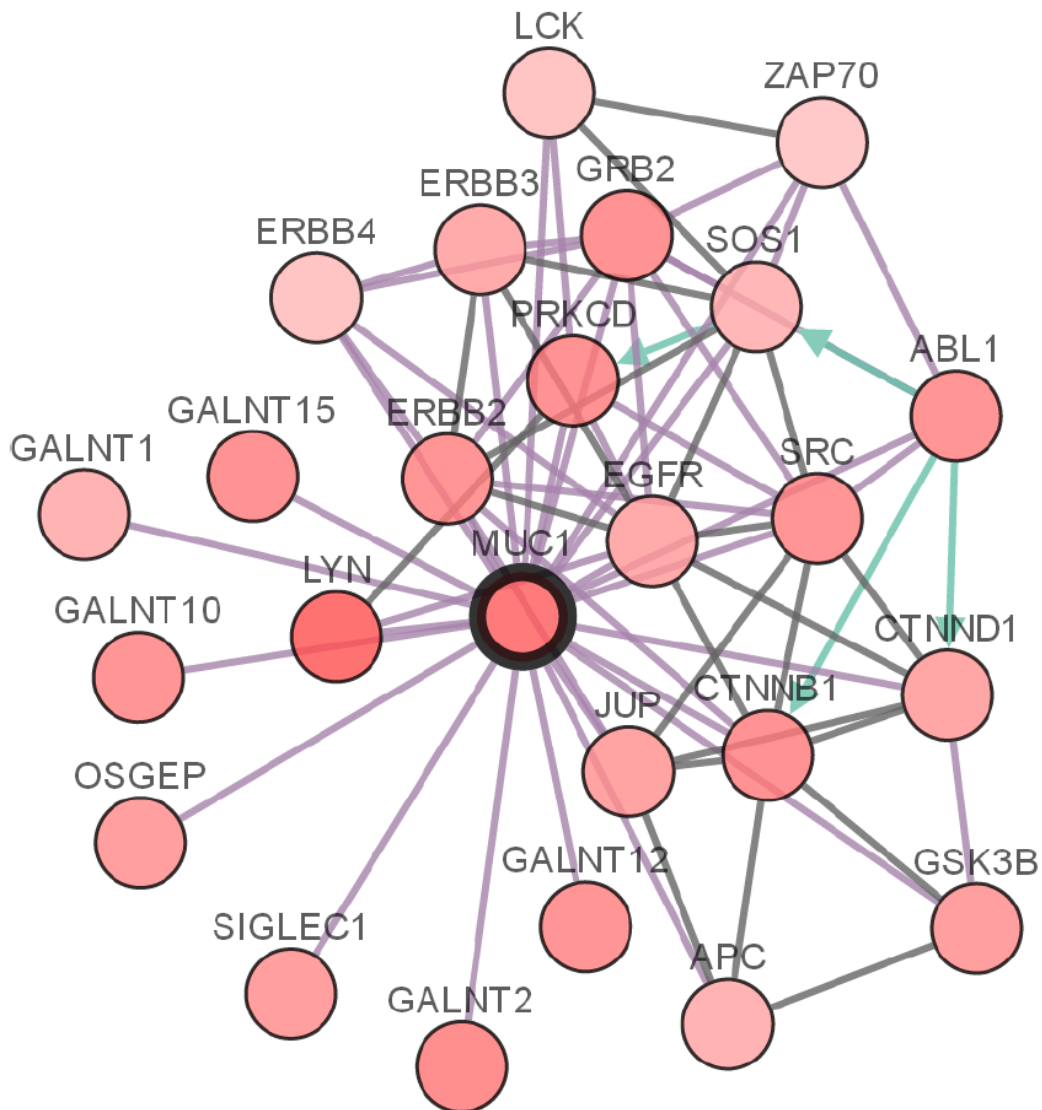 LCK
ZAP70
ERBB3
GRB2
ERBB4
SOS1
PRKCD
ABL1
GALNT15
ERBB2
GALNT1
EGFR
SRC
MUC1
LYN
GALNT10
CTNND1
JUP
CTNNB1
OSGEP
GALNT12
GSK3B
SIGLEC1
APC
GALNT2